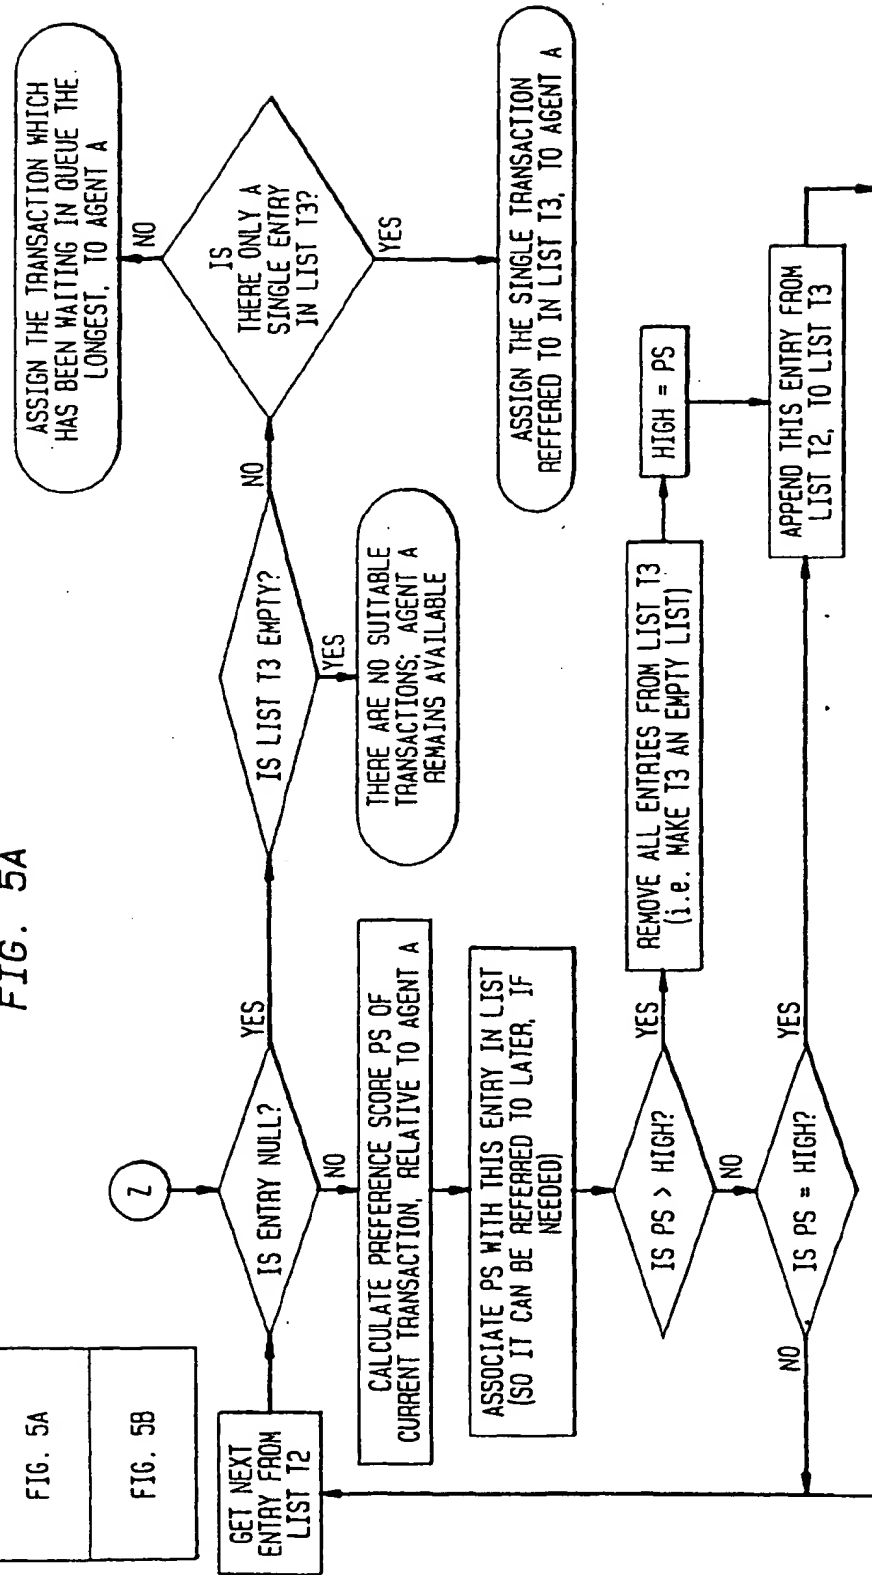 FIG. 5A
FIG. 5A
FIG. 5B
Z
GET NEXT
ENTRY FROM
LIST T2
IS ENTRY NULL?
YES
NO
IS LIST T3 EMPTY?
NO
YES
THERE ARE NO SUITABLE
TRANSACTIONS; AGENT A
REMAINS AVAILABLE
IS
THERE ONLY A
SINGLE ENTRY
IN LIST T3?
NO
YES
ASSIGN THE TRANSACTION WHICH
HAS BEEN WAITING IN QUEUE THE
LONGEST, TO AGENT A
ASSIGN THE SINGLE TRANSACTION
REFFERED TO IN LIST T3, TO AGENT A
CALCULATE PREFERENCE SCORE PS OF
CURRENT TRANSACTION, RELATIVE TO AGENT A
ASSOCIATE PS WITH THIS ENTRY IN LIST
(SO IT CAN BE REFERRED TO LATER, IF
NEEDED)
IS PS > HIGH?
YES
NO
REMOVE ALL ENTRIES FROM LIST T3
(i.e. MAKE T3 AN EMPTY LIST)
HIGH = PS
IS PS = HIGH?
YES
NO
APPEND THIS ENTRY FROM
LIST T2, TO LIST T3